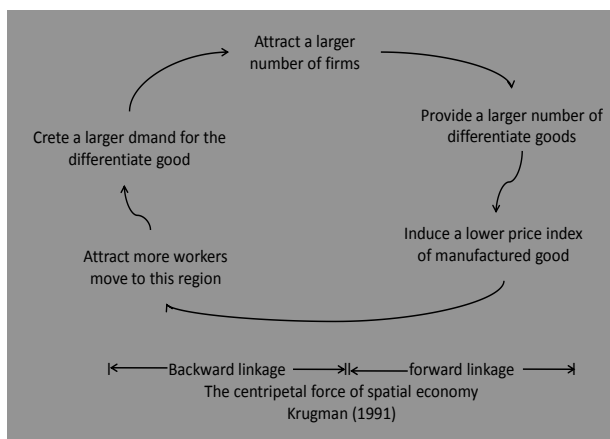 Attract a larger
number of firms
Provide a larger number of
differentiate goods
Induce a lower price index
of manufactured good
Attract more workers
move to this region
Crete a larger dmand for the
differentiate good
Backward linkage
forward linkage
The centripetal force of spatial economy
Krugman (1991)